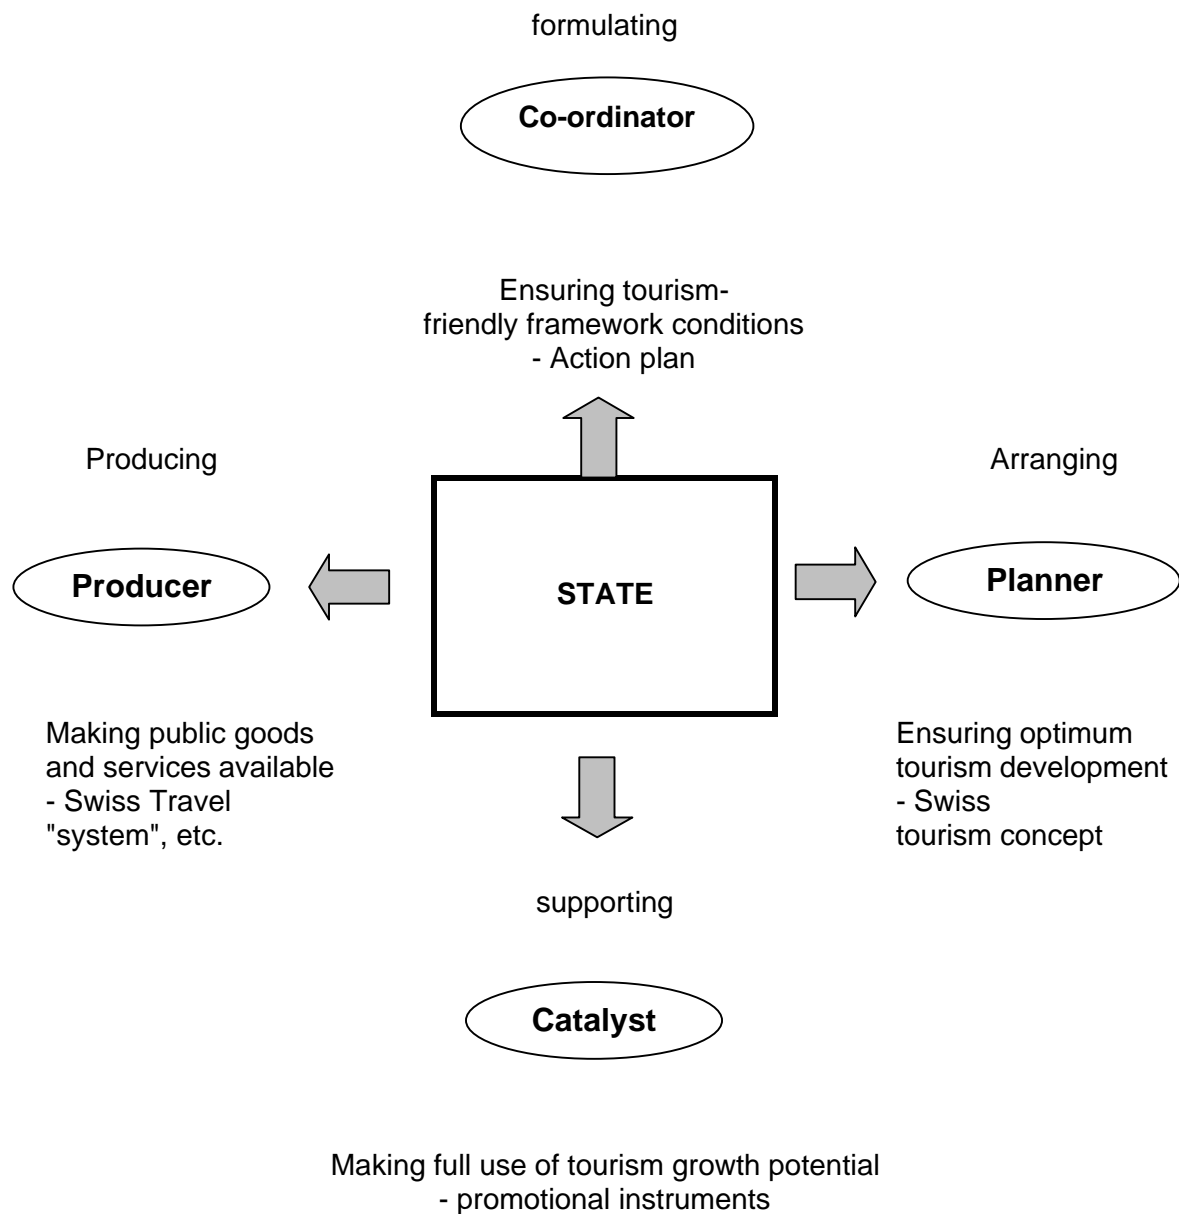 formulating
Co-ordinator
Ensuring tourism-
friendly framework conditions
- Action plan
Producing
Arranging
Producer
STATE
Planner
Making public goods
and services available
- Swiss Travel
"system", etc.
Ensuring optimum
tourism development
- Swiss
tourism concept
supporting
Catalyst
Making full use of tourism growth potential
- promotional instruments